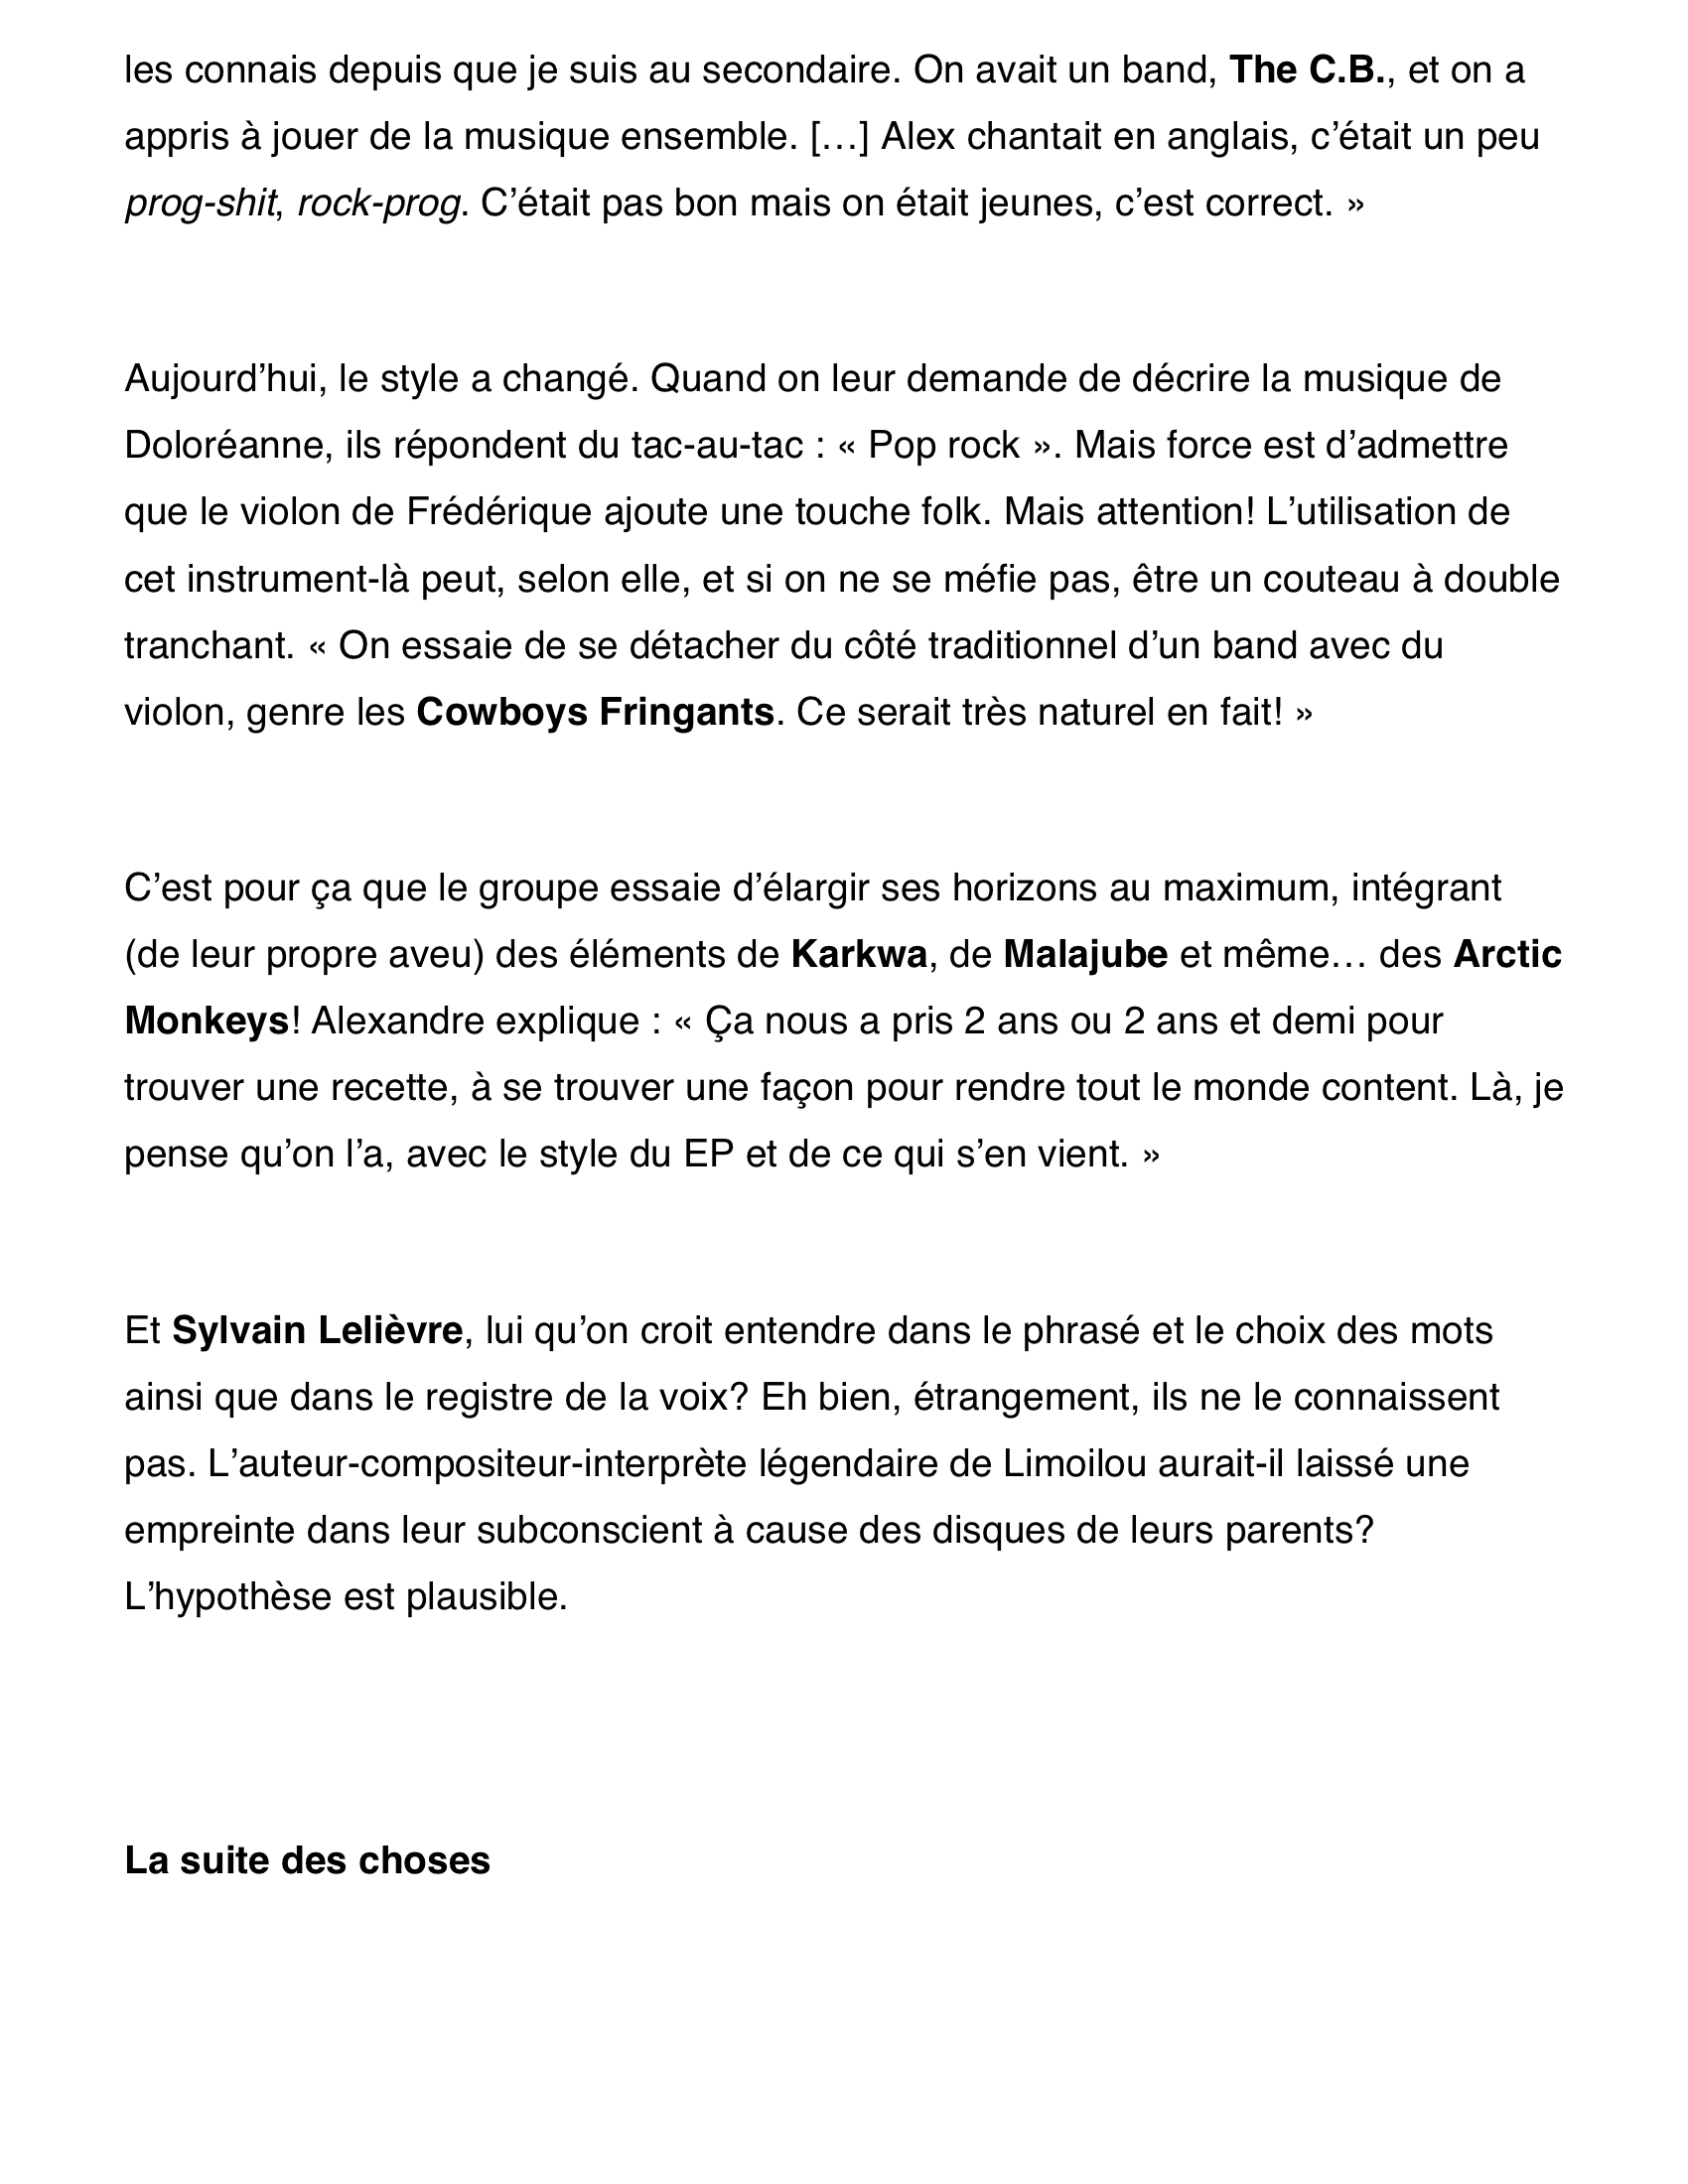 les connais depuis que je suis au secondaire. On avait un band, The C.B., et on a
appris à jouer de la musique ensemble. […] Alex chantait en anglais, c’était un peu
prog-shit, rock-prog. C’était pas bon mais on était jeunes, c’est correct. »
Aujourd’hui, le style a changé. Quand on leur demande de décrire la musique de
Doloréanne, ils répondent du tac-au-tac : « Pop rock ». Mais force est d’admettre
que le violon de Frédérique ajoute une touche folk. Mais attention! L’utilisation de
cet instrument-là peut, selon elle, et si on ne se méfie pas, être un couteau à double
tranchant. « On essaie de se détacher du côté traditionnel d’un band avec du
violon, genre les Cowboys Fringants. Ce serait très naturel en fait! »
C’est pour ça que le groupe essaie d’élargir ses horizons au maximum, intégrant
(de leur propre aveu) des éléments de Karkwa, de Malajube et même… des Arctic
Monkeys! Alexandre explique : « Ça nous a pris 2 ans ou 2 ans et demi pour
trouver une recette, à se trouver une façon pour rendre tout le monde content. Là, je
pense qu’on l’a, avec le style du EP et de ce qui s’en vient. »
Et Sylvain Lelièvre, lui qu’on croit entendre dans le phrasé et le choix des mots
ainsi que dans le registre de la voix? Eh bien, étrangement, ils ne le connaissent
pas. L’auteur-compositeur-interprète légendaire de Limoilou aurait-il laissé une
empreinte dans leur subconscient à cause des disques de leurs parents?
L’hypothèse est plausible.
La suite des choses